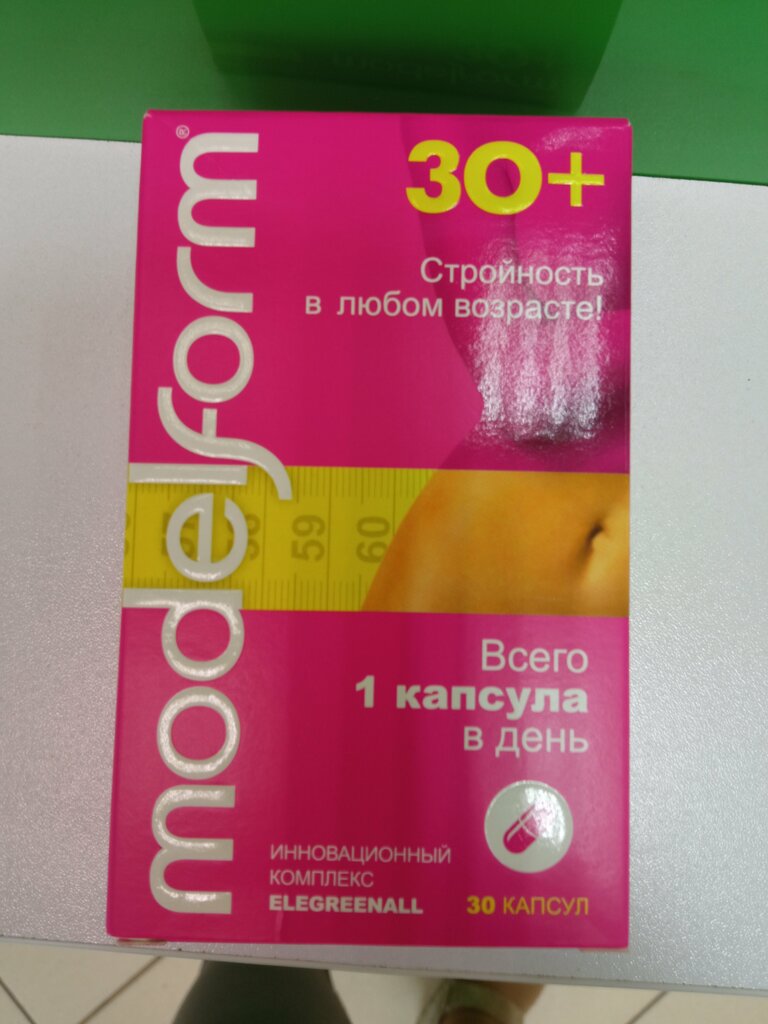 modelform®
30+
Стройность
в любом возрасте!
59
60
Всего
1 капсула
в день
ИННОВАЦИОННЫЙ
КОМПЛЕКС
ELEGREENALL
30 КАПСУЛ